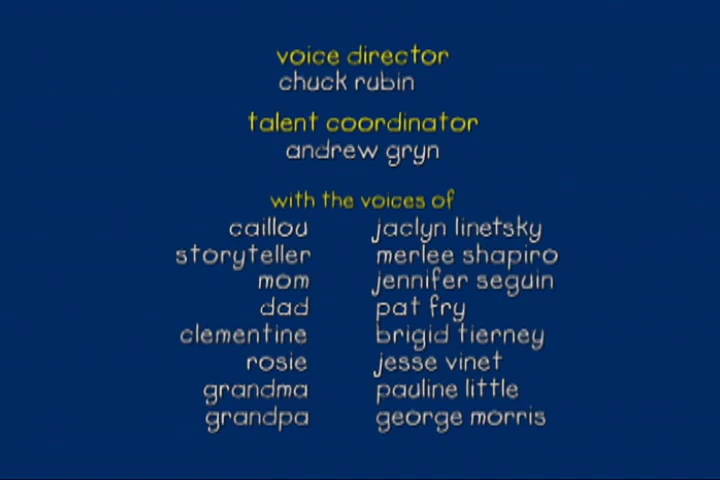 voice director
chuck rubin
talent coordinator
andrew gryn
with the voices of
caillou jaclyn linetsky
storyteller merlee shapiro
mom jennifer seguin
dad pat fry
clementine brigid tierney
rosie jesse vinet
grandma pauline little
grandpa george morris